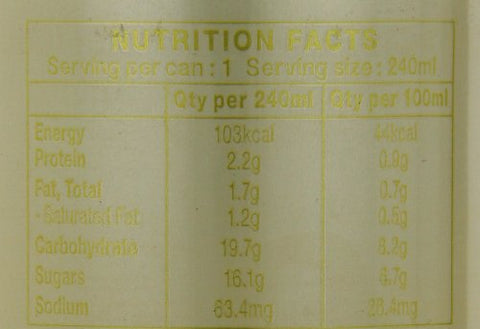 NUTRITION FACTS
Serving per can : 1 Serving size : 240ml
Qty per 240ml Qty per 100ml
Energy 103kcal 44kcal
Protein 2.2g 0.9g
Fat, Total 1.7g 0.7g
- Saturated Fat 1.2g 0.5g
Carbohydrate 19.7g 8.2g
Sugars 16.1g 6.7g
Sodium 63.4mg 26.4mg